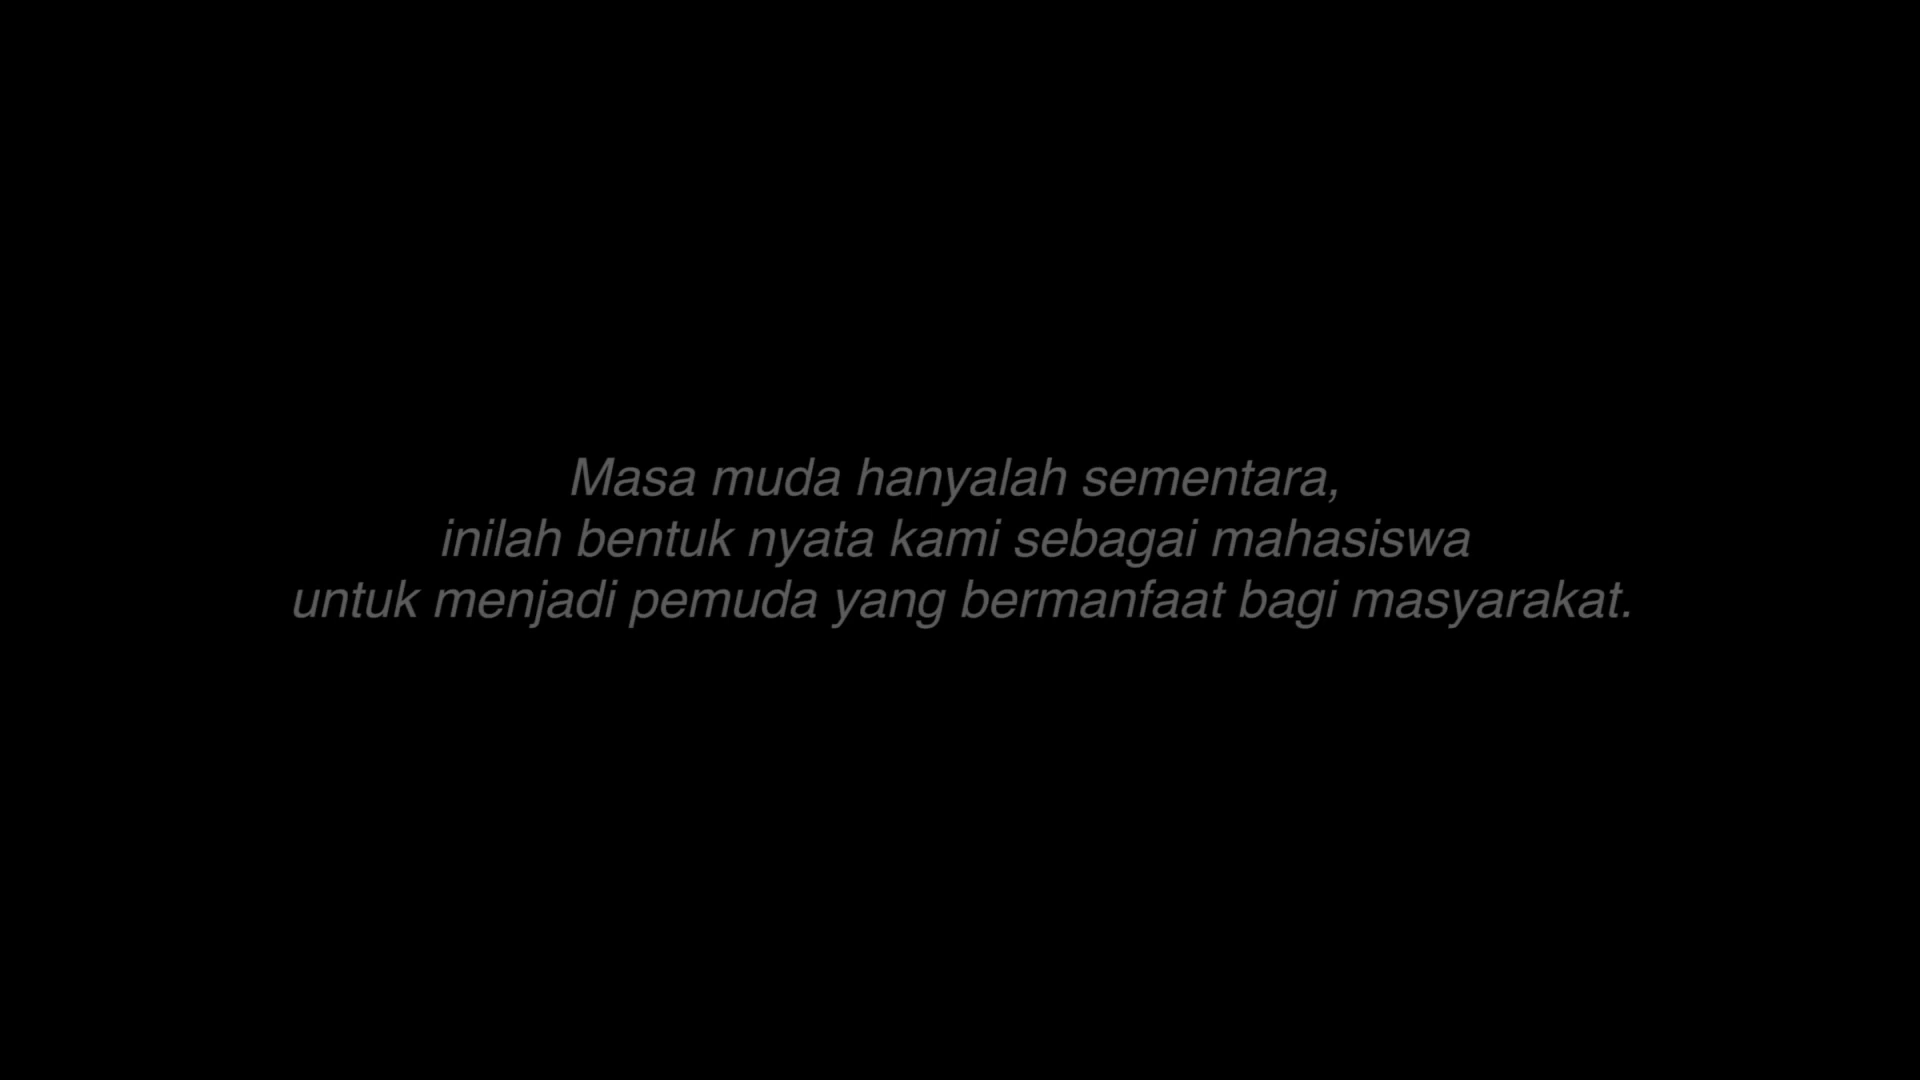 Masa muda hanyalah sementara,
inilah bentuk nyata kami sebagai mahasiswa
untuk menjadi pemuda yang bermanfaat bagi masyarakat.